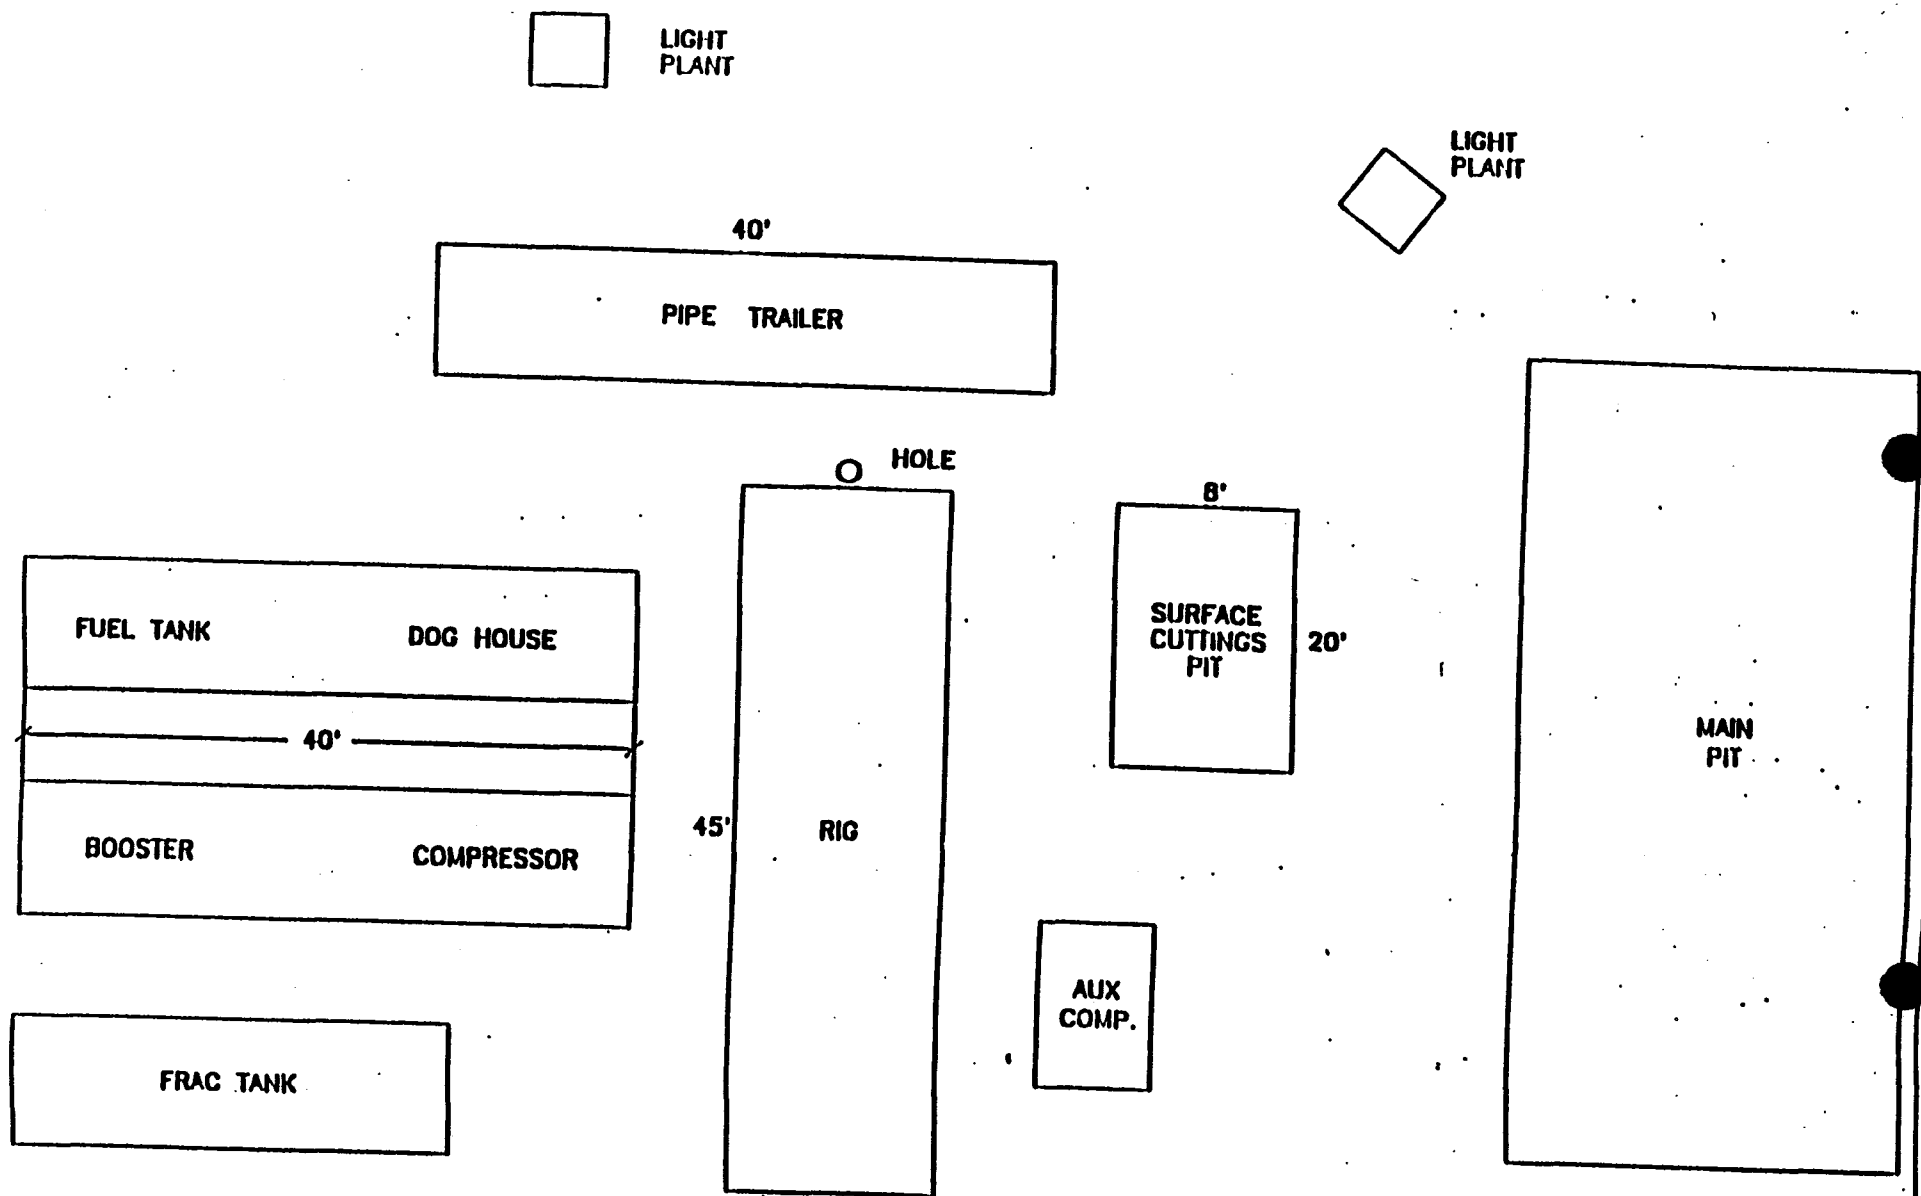 LIGHT
PLANT
LIGHT
PLANT
40'
PIPE TRAILER
HOLE
8'
SURFACE
CUTTINGS
PIT
20'
FUEL TANK
DOG HOUSE
40'
BOOSTER
COMPRESSOR
45'
RIG
MAIN
PIT
AUX
COMP.
FRAC TANK